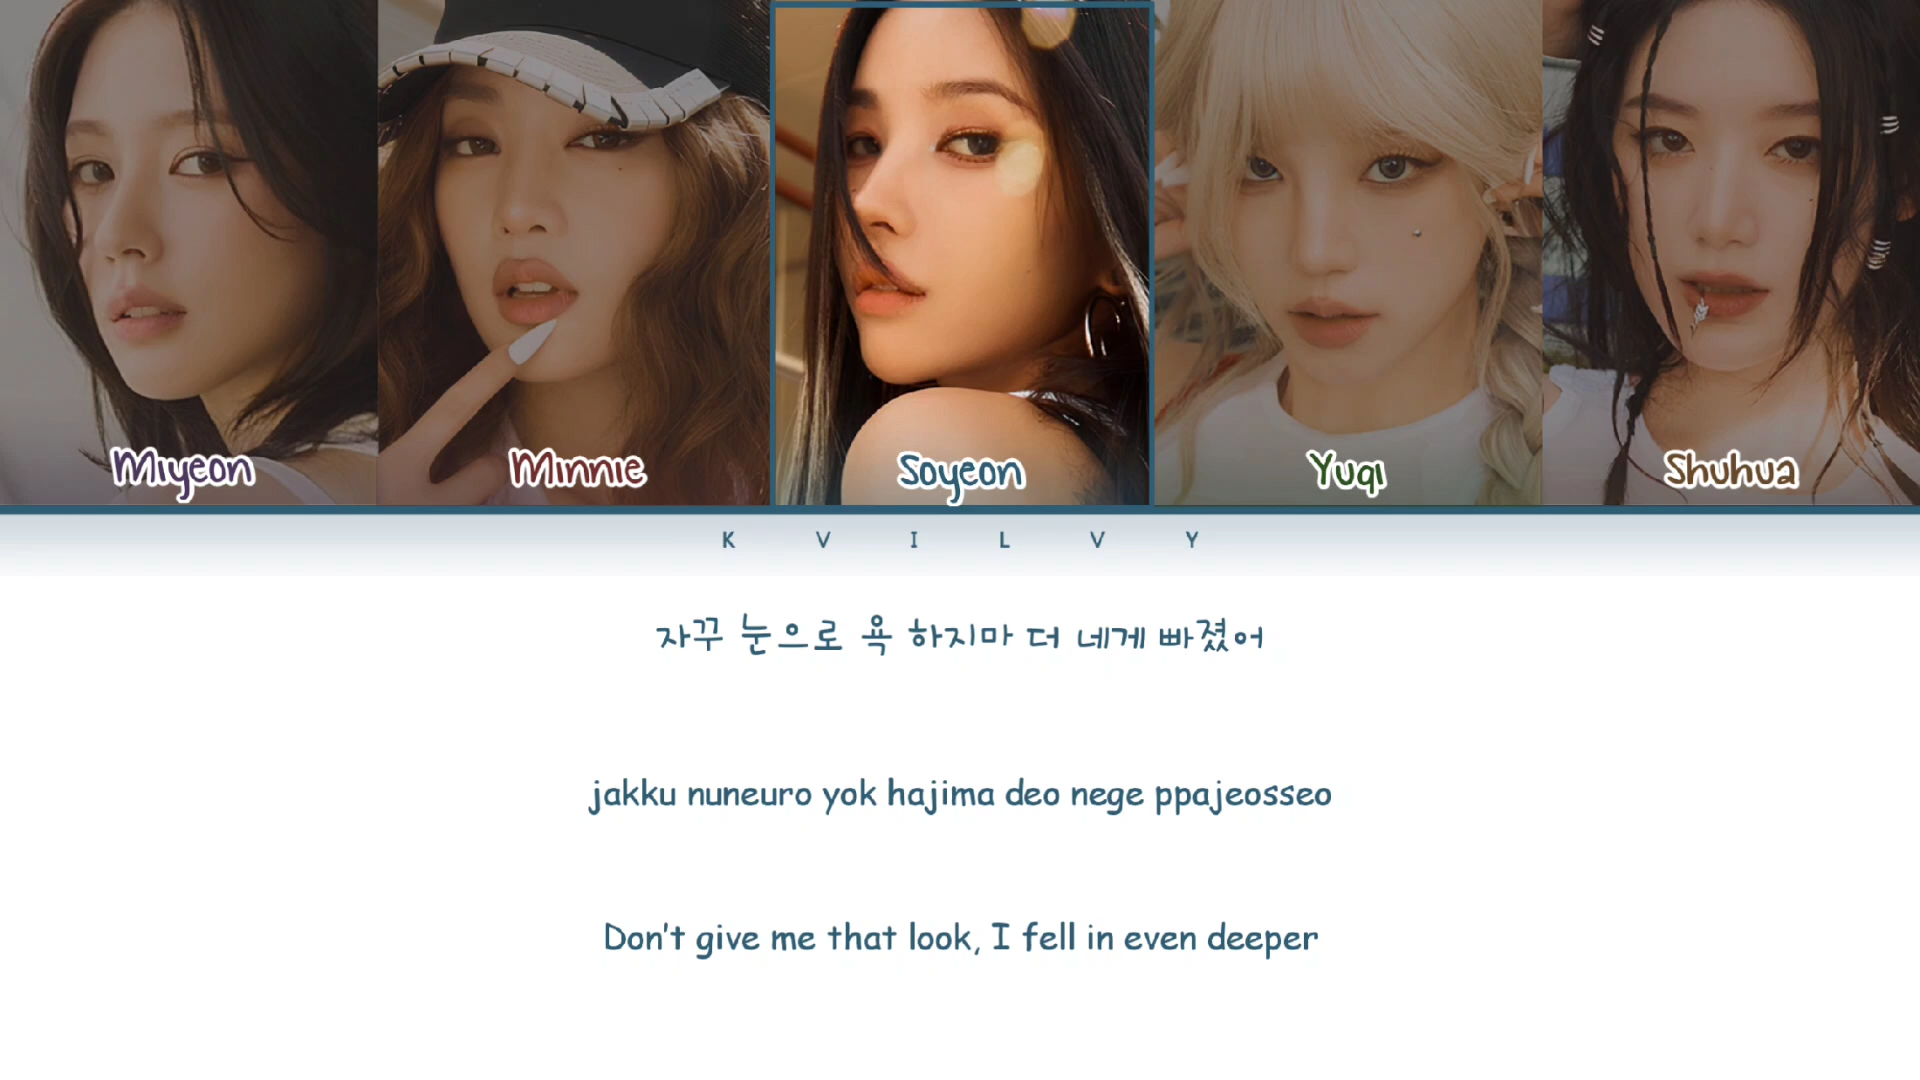 Miyeon Minnie Soyeon Yuqi Shuhua
K V I L V Y
자꾸 눈으로 욕 하지마 더 네게 빠졌어
jakku nuneuro yok hajima deo nege ppajeosseo
Don't give me that look, I fell in even deeper